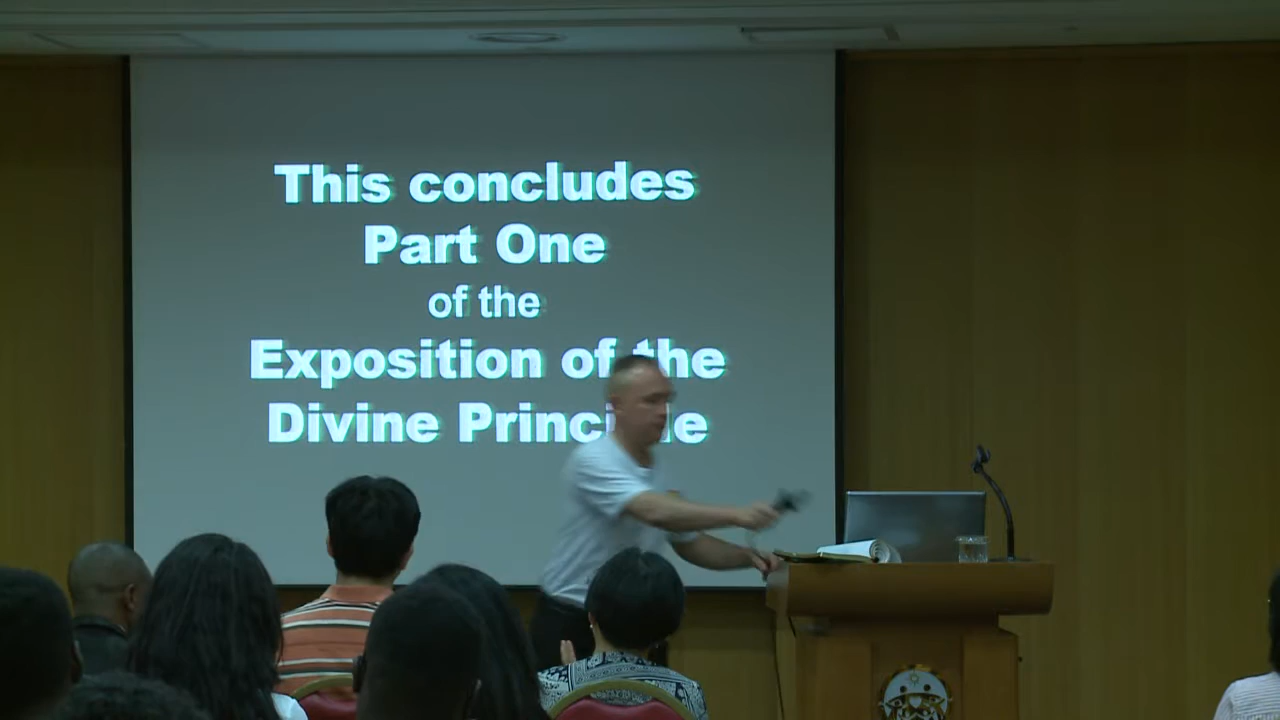 This concludes
Part One
of the
Exposition of the
Divine Principle